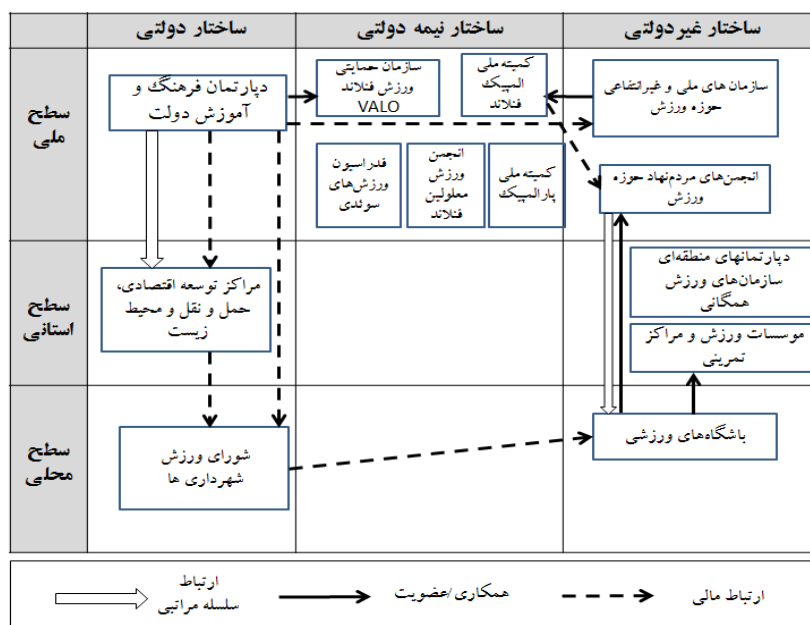 ساختار غیردولتی
ساختار نیمه دولتی
ساختار دولتی
سطح
ملی
سازمان های ملی و غیرانتفاعی
حوزه ورزش
کمیته ملی
المپیک
فنلاند
سازمان حمایتی
ورزش فنلاند
VALO
دپارتمان فرهنگ و
آموزش دولت
انجمن‌های مردم‌نهاد حوزه
ورزش
کمیته ملی
پارالمپیک
انجمن
ورزش
معلولین
فنلاند
فدراسیون
ورزش‌های
سوئدی
سطح
استانی
دپارتمانهای منطقه‌ای
سازمان‌های ورزش
همگانی
موسسات ورزش و مراکز
تمرینی
مراکز توسعه اقتصادی،
حمل و نقل و محیط
زیست
سطح
محلی
باشگاه‌های ورزشی
شورای ورزش
شهرداری ها
ارتباط مالی
همکاری/عضویت
ارتباط
سلسله مراتبی